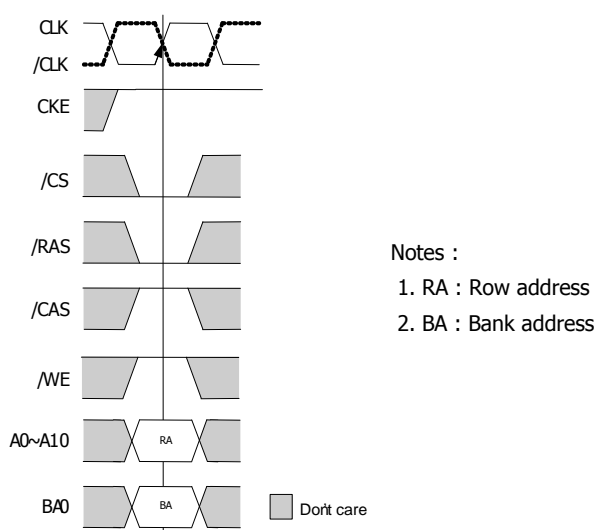 CLK
/CLK
CKE
/CS
/RAS
/CAS
/WE
A0~A10
RA
BA0
BA
Don't care
Notes :
1. RA : Row address
2. BA : Bank address